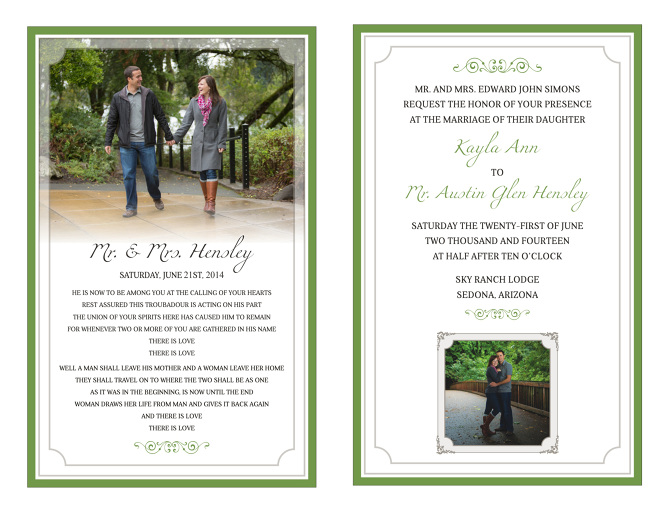 Mr. & Mrs. Hensley
SATURDAY, JUNE 21ST, 2014
HE IS NOW TO BE AMONG YOU AT THE CALLING OF YOUR HEARTS
REST ASSURED THIS TROUBADOUR IS ACTING ON HIS PART
THE UNION OF YOUR SPIRITS HERE HAS CAUSED HIM TO REMAIN
FOR WHENEVER TWO OR MORE OF YOU ARE GATHERED IN HIS NAME
THERE IS LOVE
THERE IS LOVE
WELL A MAN SHALL LEAVE HIS MOTHER AND A WOMAN LEAVE HER HOME
THEY SHALL TRAVEL ON TO WHERE THE TWO SHALL BE AS ONE
AS IT WAS IN THE BEGINNING, IS NOW UNTIL THE END
WOMAN DRAWS HER LIFE FROM MAN AND GIVES IT BACK AGAIN
AND THERE IS LOVE
THERE IS LOVE
MR. AND MRS. EDWARD JOHN SIMONS
REQUEST THE HONOR OF YOUR PRESENCE
AT THE MARRIAGE OF THEIR DAUGHTER
Kayla Ann
TO
Mr. Austin Glen Hensley
SATURDAY THE TWENTY-FIRST OF JUNE
TWO THOUSAND AND FOURTEEN
AT HALF AFTER TEN O'CLOCK
SKY RANCH LODGE
SEDONA, ARIZONA